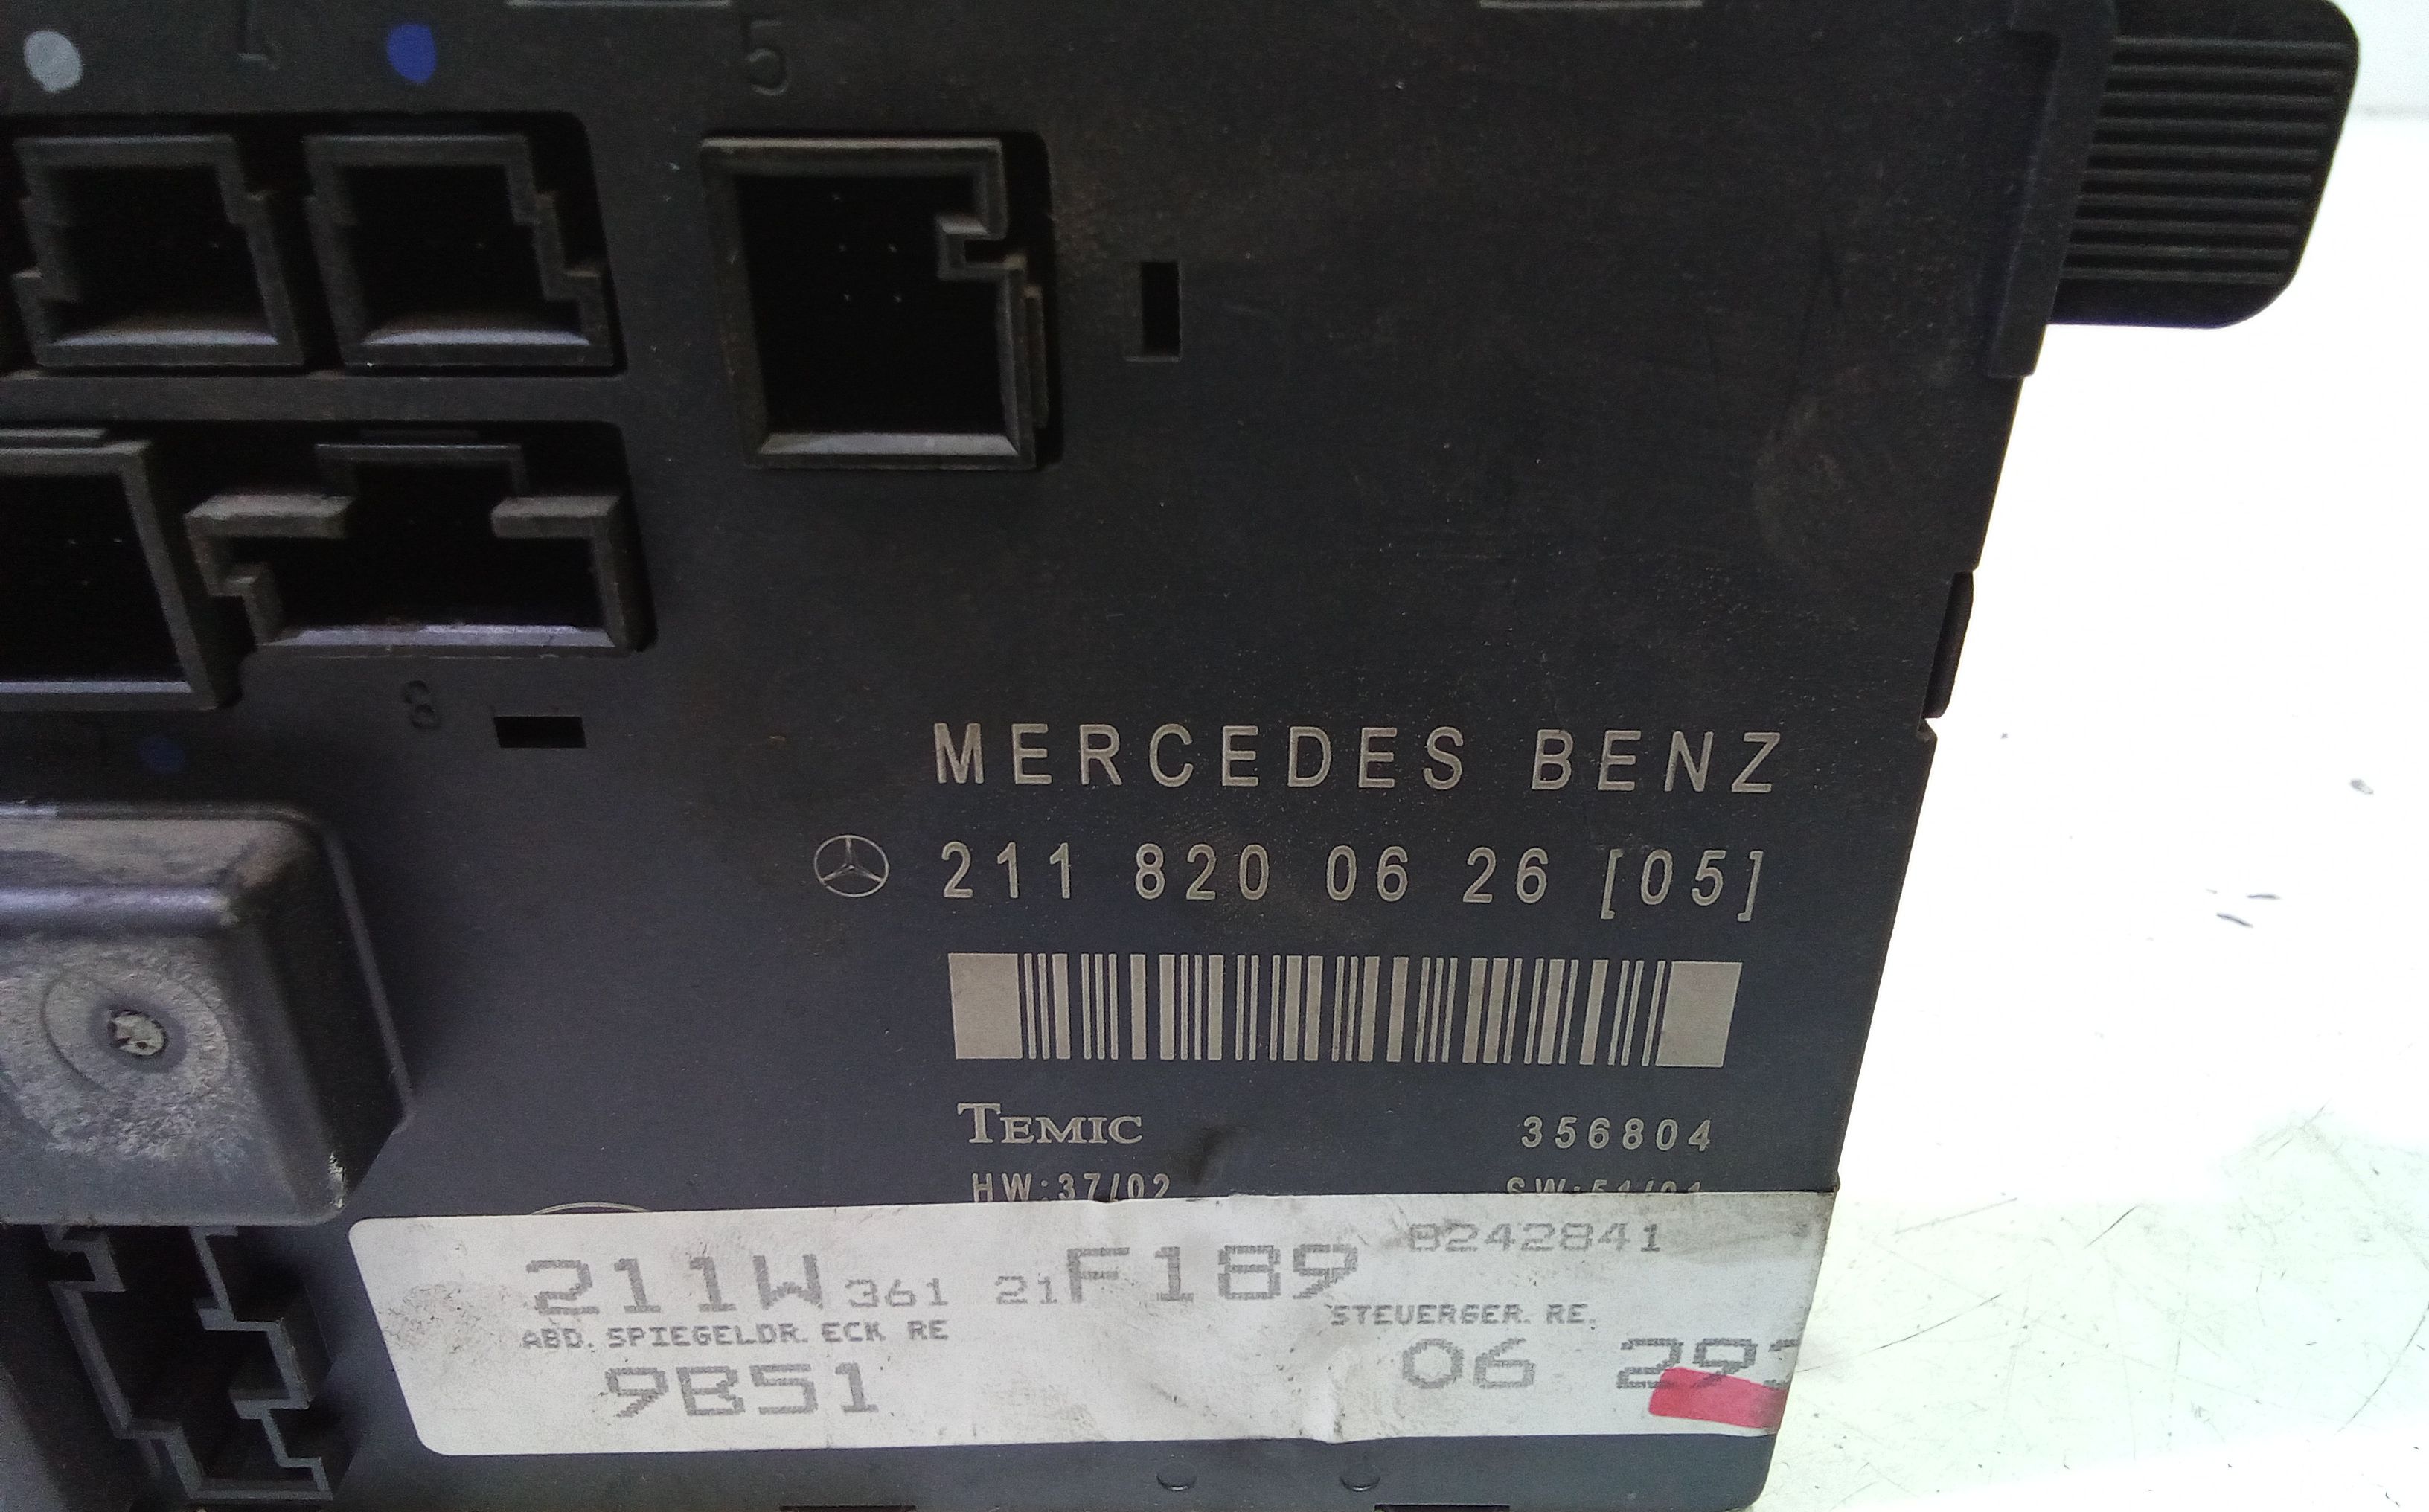 1
5
8
MERCEDES BENZ
211 820 06 26 [05]
TEMIC 356804
HW:37/02
211W 361 21F189 8242841
ABD. SPIEGELDR. ECK RE STEUERGER. RE.
9B51 06